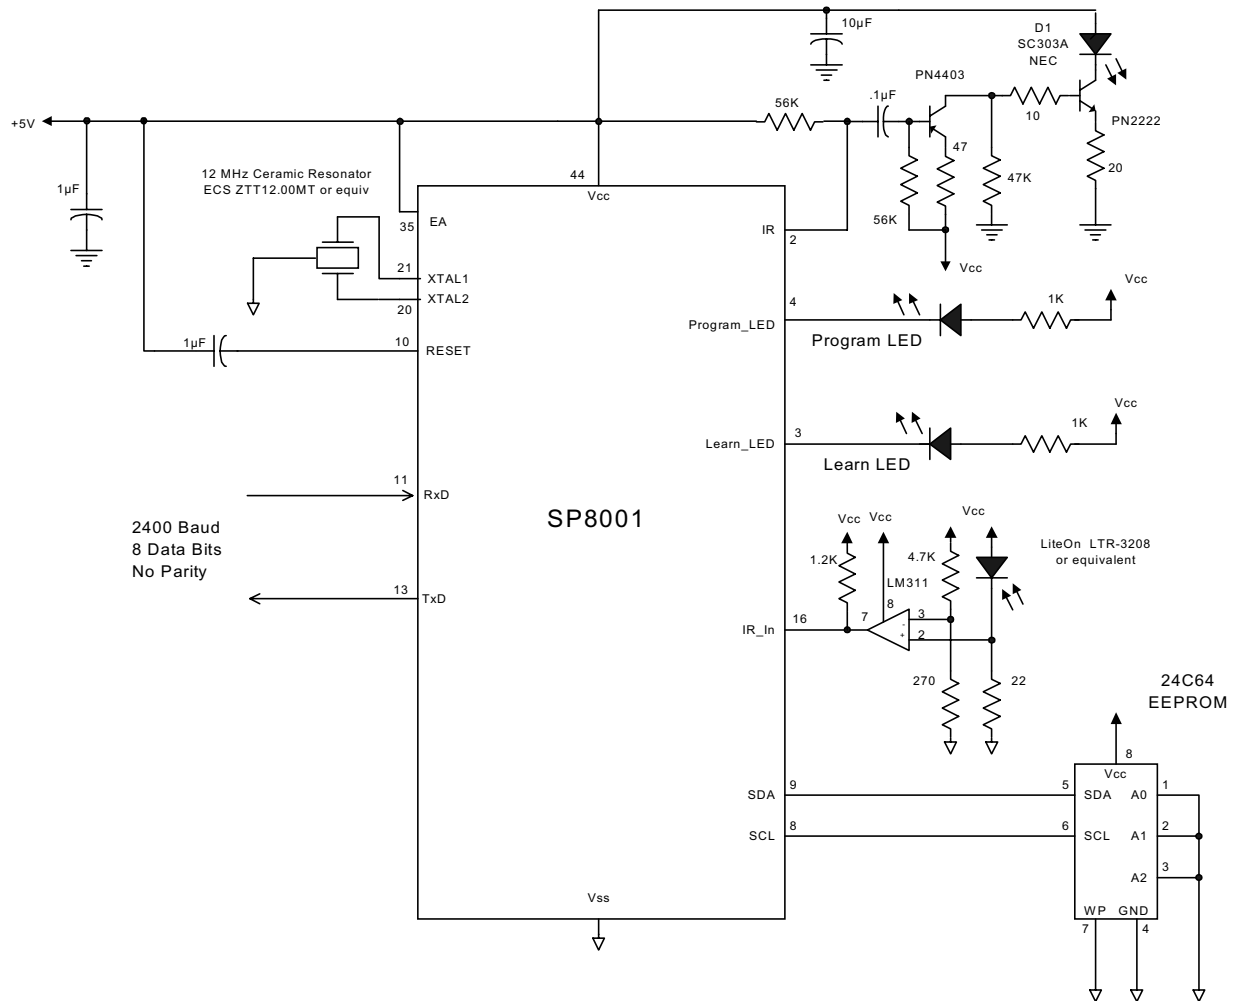 10µF
D1
SC303A
NEC
PN4403
56K
.1µF
10
PN2222
+5V
1µF
12 MHz Ceramic Resonator
ECS ZTT12.00MT or equiv
44
Vcc
47
47K
20
56K
35
EA
IR
2
Vcc
21
XTAL1
XTAL2
20
4
Vcc
1K
Program_LED
Program LED
1µF
10
RESET
Vcc
1K
3
Learn_LED
Learn LED
11
RxD
2400 Baud
8 Data Bits
No Parity
SP8001
Vcc
Vcc
Vcc
1.2K
4.7K
LiteOn LTR-3208
or equivalent
LM311
13
TxD
8
7
3
-
+
2
16
IR_In
270
22
24C64
EEPROM
8
Vcc
9
SDA
5
SDA
A0
1
8
SCL
6
SCL
A1
2
A2
3
Vss
WP
GND
7
4